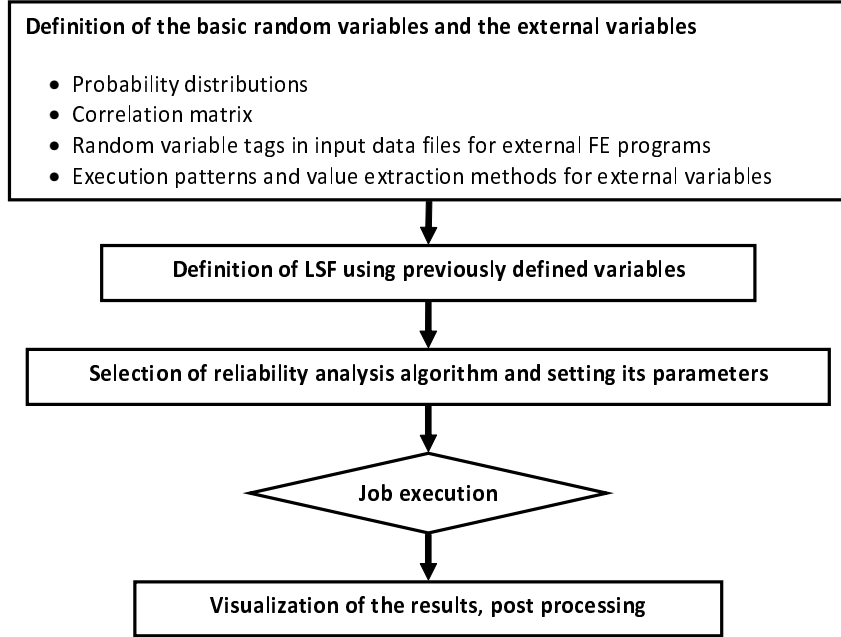 Definition of the basic random variables and the external variables
• Probability distributions
• Correlation matrix
• Random variable tags in input data files for external FE programs
• Execution patterns and value extraction methods for external variables
Definition of LSF using previously defined variables
Selection of reliability analysis algorithm and setting its parameters
Job execution
Visualization of the results, post processing